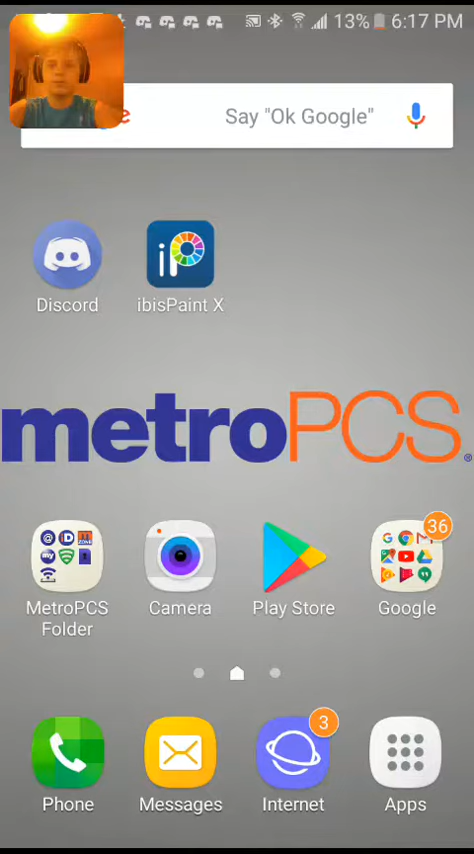 13% 6:17 PM
Say "Ok Google"
Discord
ibisPaint X
metroPCS®
36
MetroPCS Folder
Camera
Play Store
Google
3
Phone
Messages
Internet
Apps